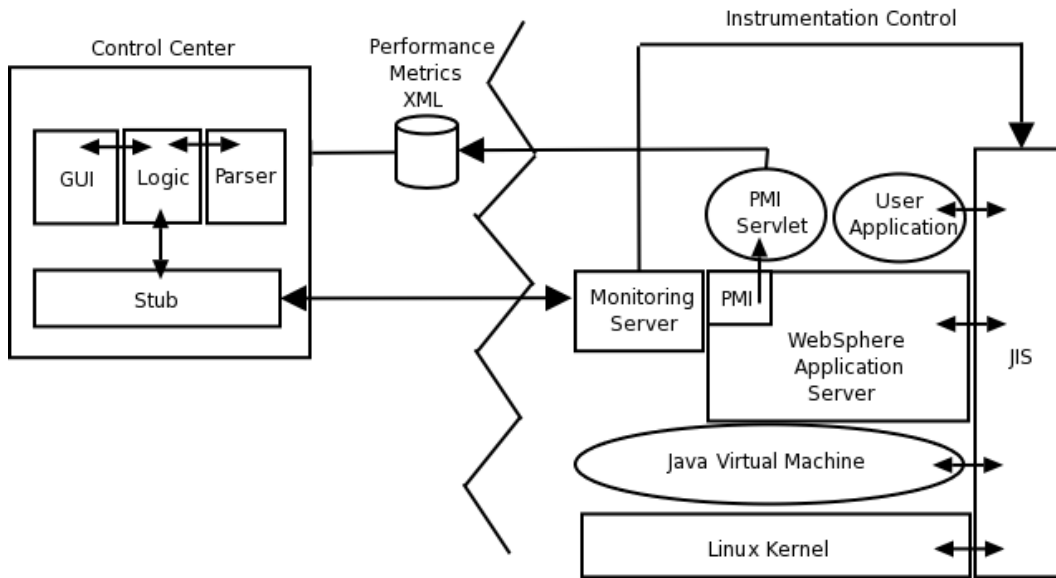 Instrumentation Control
Control Center
Performance
Metrics
XML
GUI
Logic
Parser
Stub
PMI
Servlet
User
Application
Monitoring
Server
PMI
WebSphere
Application
Server
JIS
Java Virtual Machine
Linux Kernel